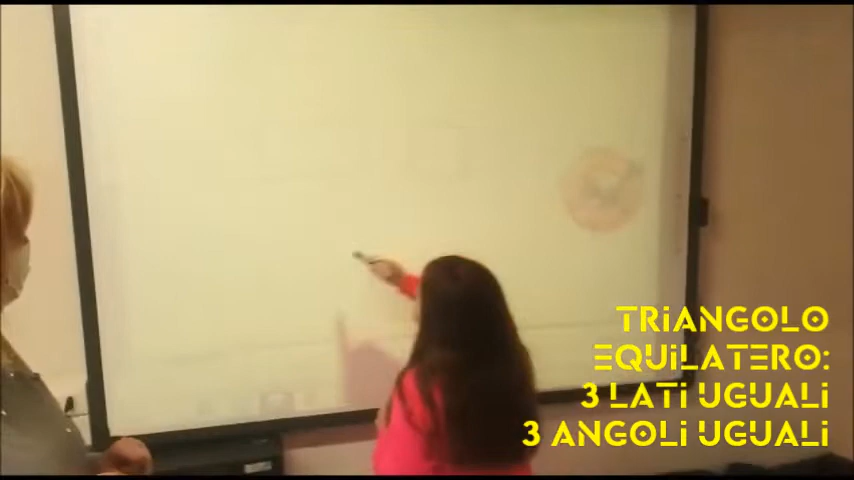 TRIANGOLO
EQUILATERO:
3 LATI UGUALI
3 ANGOLI UGUALI